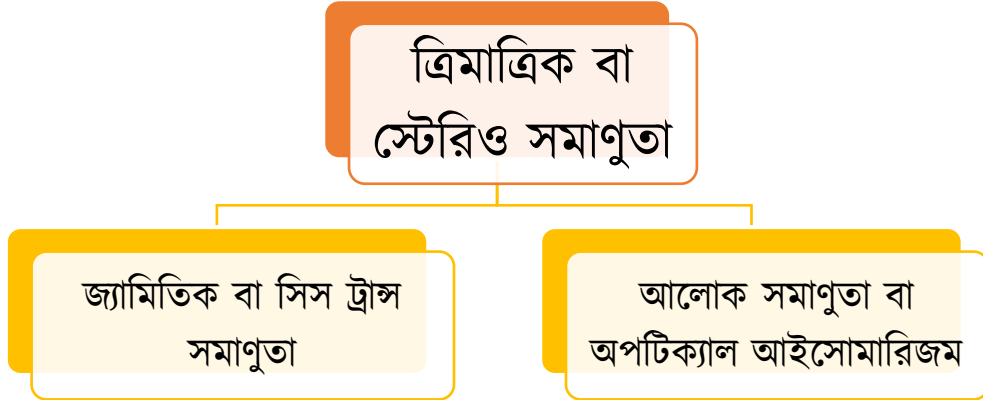 ত্রিমাত্রিক বা
স্টেরিও সমাণুতা
জ্যামিতিক বা সিস ট্রান্স
সমাণুতা
আলোক সমাণুতা বা
অপটিক্যাল আইসোমারিজম